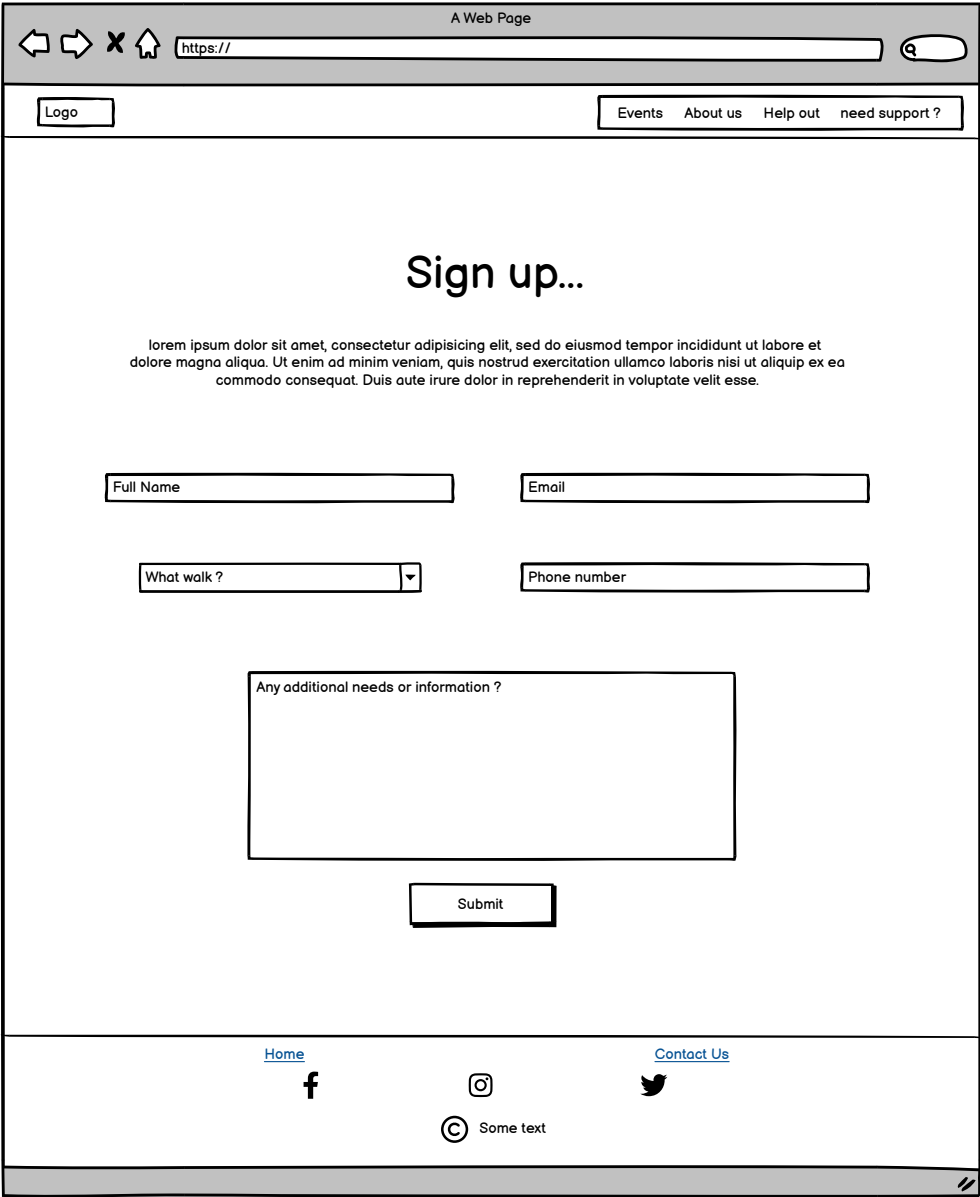 A Web Page
https://
Logo
Events About us Help out need support ?
Sign up...
lorem ipsum dolor sit amet, consectetur adipisicing elit, sed do eiusmod tempor incididunt ut labore et
dolore magna aliqua. Ut enim ad minim veniam, quis nostrud exercitation ullamco laboris nisi ut aliquip ex ea
commodo consequat. Duis aute irure dolor in reprehenderit in voluptate velit esse.
Full Name
Email
What walk ?
Phone number
Any additional needs or information ?
Submit
Home
Contact Us
© Some text